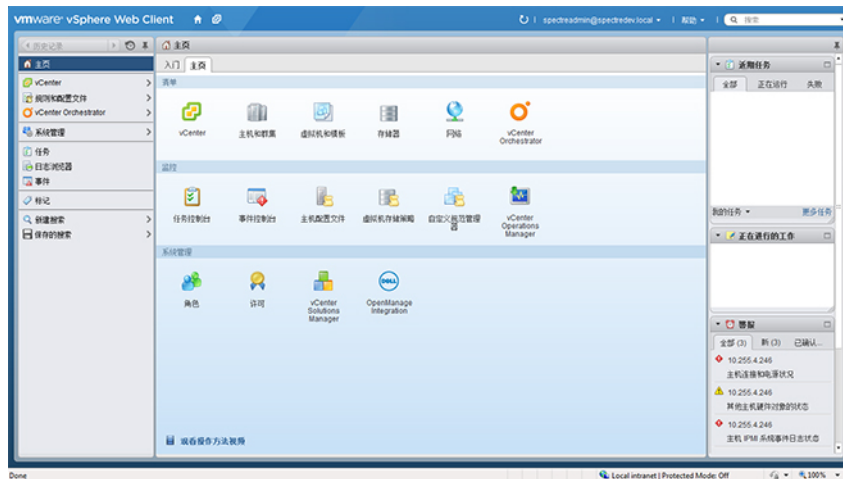 vmware® vSphere Web Client
spectreadmin@spectredev.local
帮助
搜索
历史记录
主页
vCenter
规则和配置文件
vCenter Orchestrator
系统管理
任务
日志浏览器
事件
标记
新建搜索
保存的搜索
主页
入门 主页
清单
vCenter
主机和群集
虚拟机和模板
存储器
网络
vCenter
Orchestrator
监控
任务控制台
事件控制台
主机配置文件
虚拟机存储策略
自定义规范管理
器
vCenter
Operations
Manager
系统管理
角色
许可
vCenter
Solutions
Manager
DELL
OpenManage
Integration
观看操作方法视频
近期任务
全部 正在运行 失败
我的任务 更多任务
正在进行的工作
警报
全部 (3) 新 (3) 已确认...
10.255.4.246
主机连接和电源状况
10.255.4.246
其他主机硬件对象的状态
10.255.4.246
主机 IPMI 系统事件日志状态
Done
Local intranet | Protected Mode: Off
100%